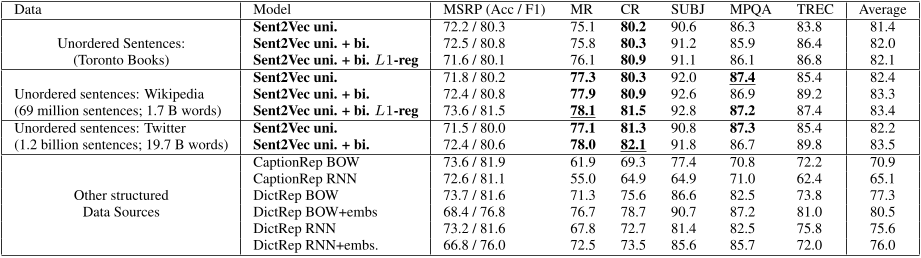 Data Model MSRP (Acc / F1) MR CR SUBJ MPQA TREC Average
Sent2Vec uni. 72.2 / 80.3 75.1 80.2 90.6 86.3 83.8 81.4
Unordered Sentences: Sent2Vec uni. + bi. 72.5 / 80.8 75.8 80.3 91.2 85.9 86.4 82.0
(Toronto Books) Sent2Vec uni. + bi. L1-reg 71.6 / 80.1 76.1 80.9 91.1 86.1 86.8 82.1
Sent2Vec uni. 71.8 / 80.2 77.3 80.3 92.0 87.4 85.4 82.4
Unordered sentences: Wikipedia Sent2Vec uni. + bi. 72.4 / 80.8 77.9 80.9 92.6 86.9 89.2 83.3
(69 million sentences; 1.7 B words) Sent2Vec uni. + bi. L1-reg 73.6 / 81.5 78.1 81.5 92.8 87.2 87.4 83.4
Unordered sentences: Twitter Sent2Vec uni. 71.5 / 80.0 77.1 81.3 90.8 87.3 85.4 82.2
(1.2 billion sentences; 19.7 B words) Sent2Vec uni. + bi. 72.4 / 80.6 78.0 82.1 91.8 86.7 89.8 83.5
CaptionRep BOW 73.6 / 81.9 61.9 69.3 77.4 70.8 72.2 70.9
CaptionRep RNN 72.6 / 81.1 55.0 64.9 64.9 71.0 62.4 65.1
Other structured DictRep BOW 73.7 / 81.6 71.3 75.6 86.6 82.5 73.8 77.3
Data Sources DictRep BOW+embs 68.4 / 76.8 76.7 78.7 90.7 87.2 81.0 80.5
DictRep RNN 73.2 / 81.6 67.8 72.7 81.4 82.5 75.8 75.6
DictRep RNN+embs. 66.8 / 76.0 72.5 73.5 85.6 85.7 72.0 76.0